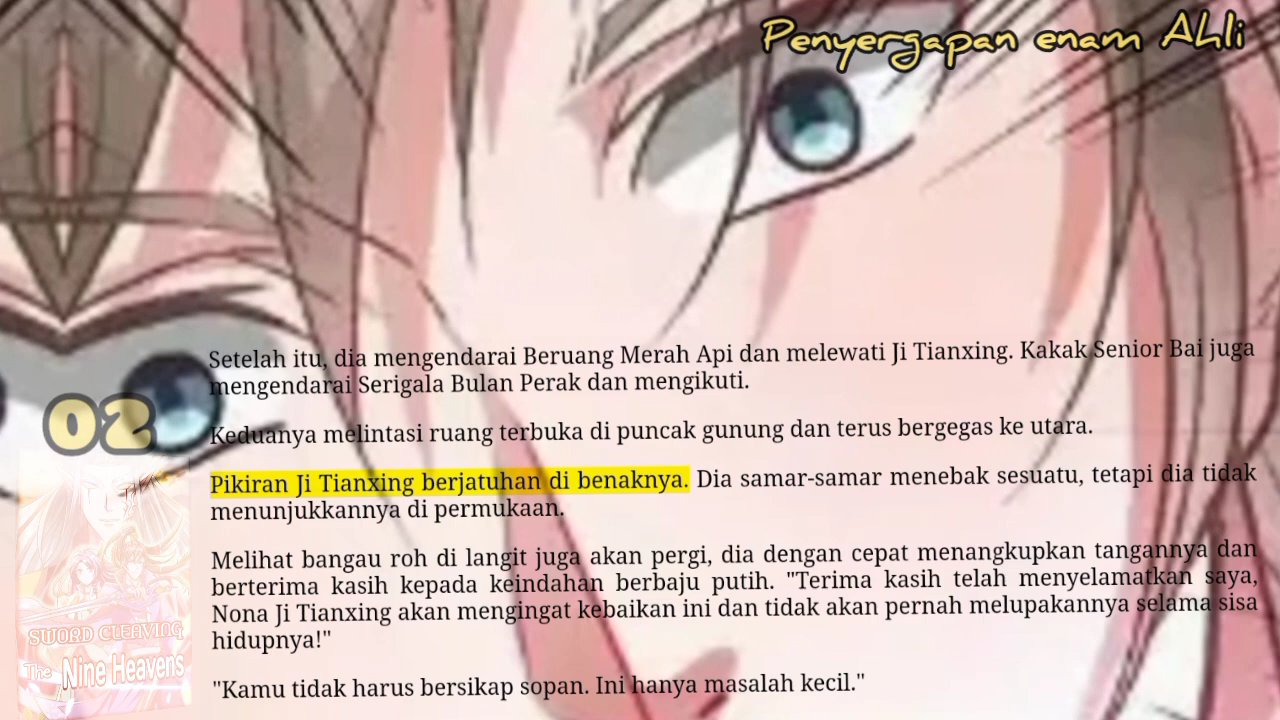 Penyergapan enam Ahli
Setelah itu, dia mengendarai Beruang Merah Api dan melewati Ji Tianxing. Kakak Senior Bai juga
mengendarai Serigala Bulan Perak dan mengikuti.
Keduanya melintasi ruang terbuka di puncak gunung dan terus bergegas ke utara.
02
Pikiran Ji Tianxing berjatuhan di benaknya. Dia samar-samar menebak sesuatu, tetapi dia tidak
menunjukkannya di permukaan.
Melihat bangau roh di langit juga akan pergi, dia dengan cepat menangkupkan tangannya dan
berterima kasih kepada keindahan berbaju putih. "Terima kasih telah menyelamatkan saya,
Nona Ji Tianxing akan mengingat kebaikan ini dan tidak akan pernah melupakannya selama sisa
hidupnya!"
"Kamu tidak harus bersikap sopan. Ini hanya masalah kecil."
SWORD CLEAVING
The Nine Heavens